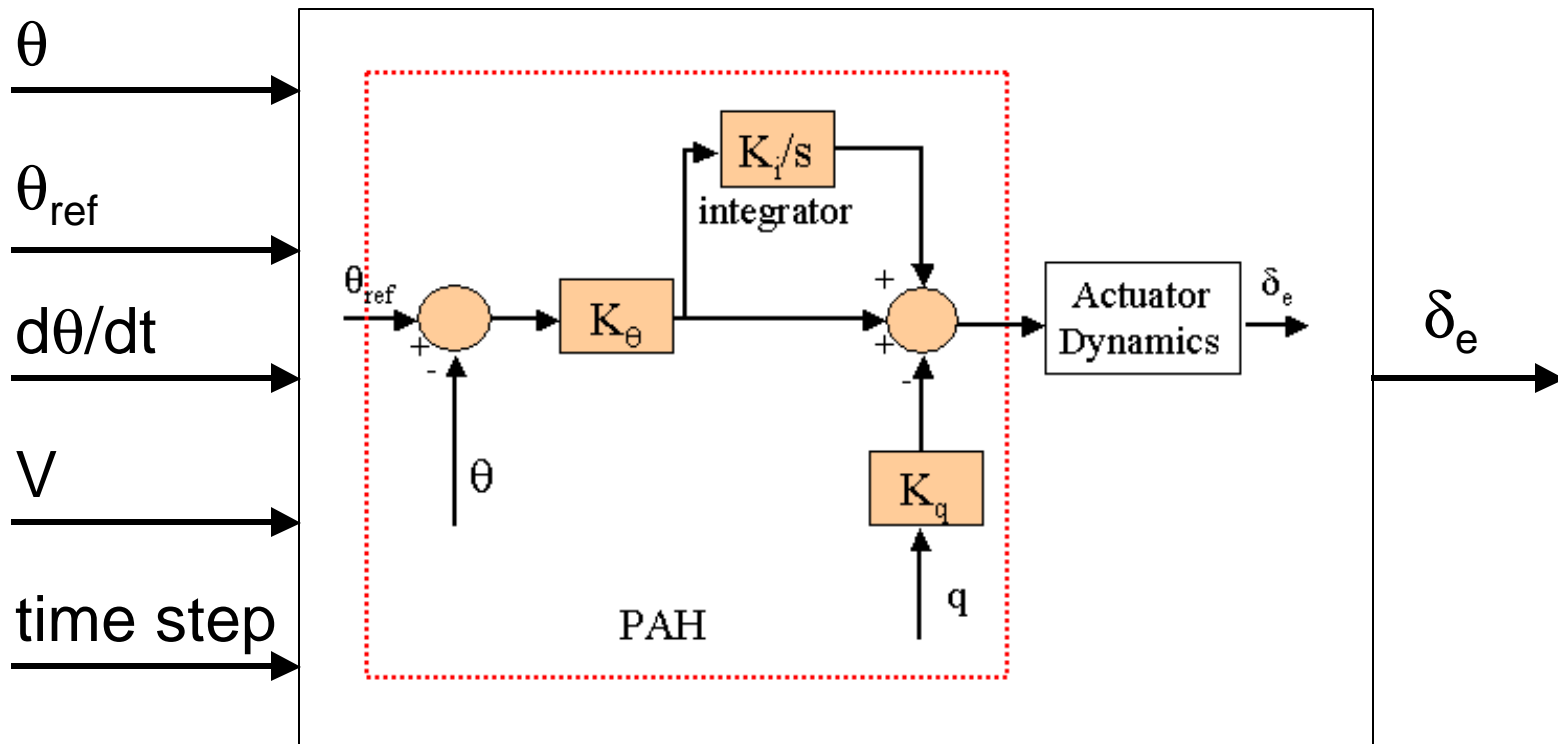 θ
θref
dθ/dt
V
time step
Ki/s
integrator
θref
+
-
θ
Kθ
+
+
-
Kq
q
PAH
Actuator
Dynamics
δe
δe